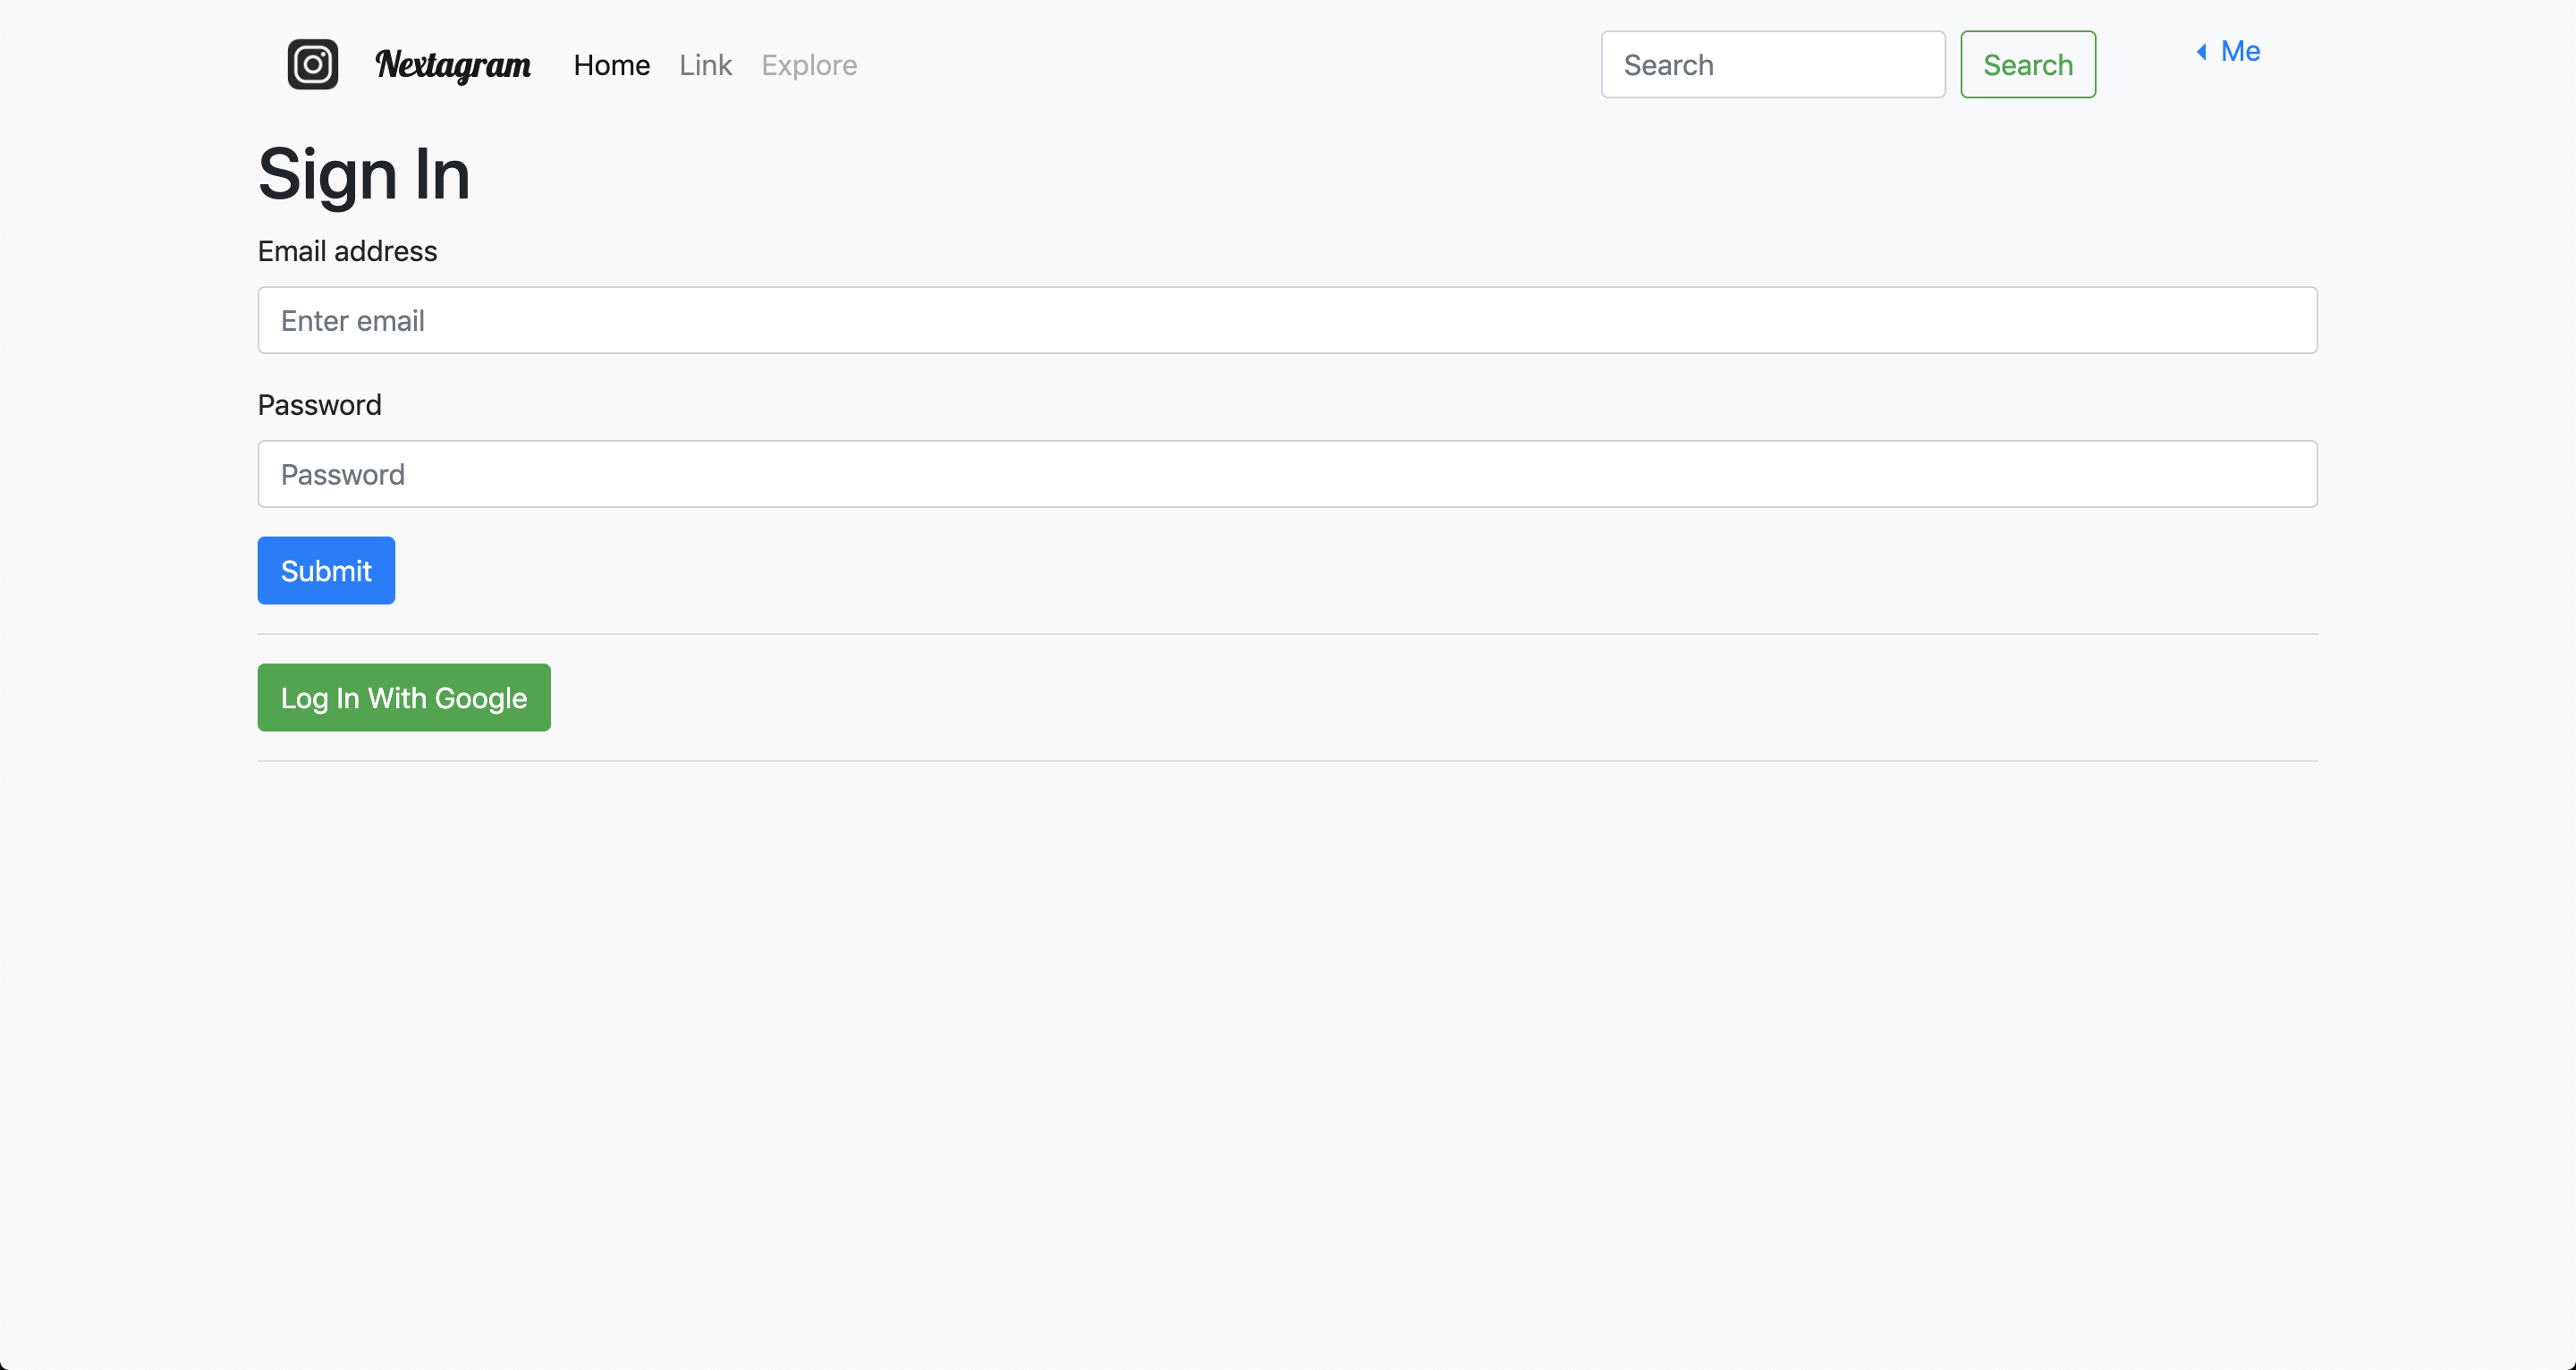 Nextagram Home Link Explore Search Search Me
Sign In
Email address
Enter email
Password
Password
Submit
Log In With Google